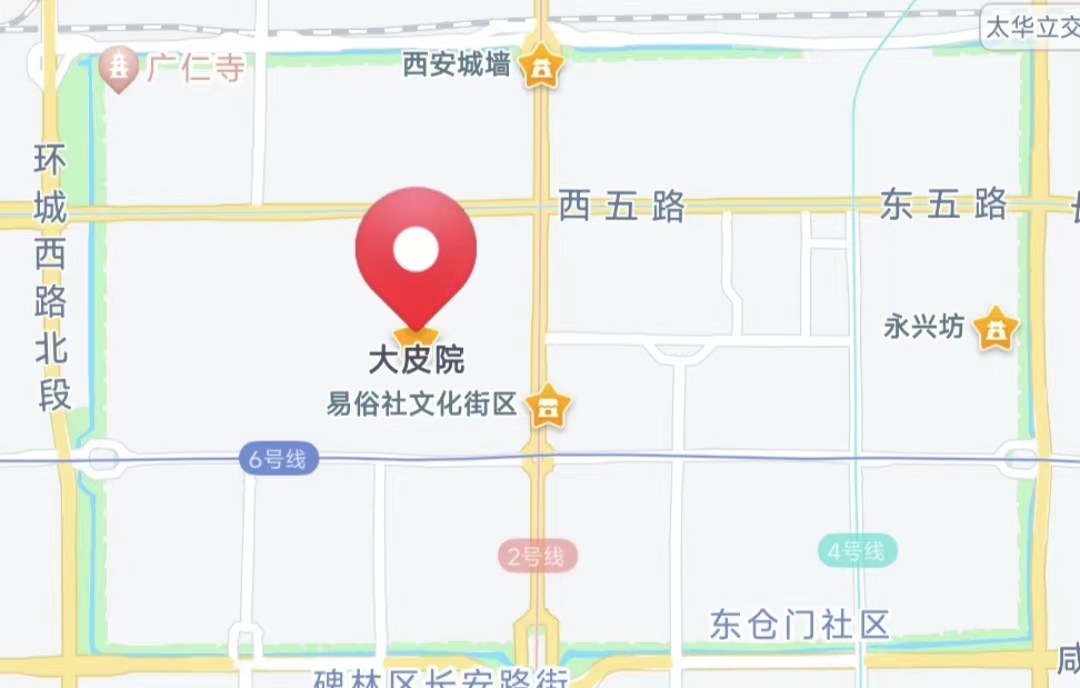 太华立交
西安城墙
广仁寺
环城西路北段
西五路
东五路
永兴坊
大皮院
易俗社文化街区
6号线
2号线
4号线
东仓门社区
碑林区长安路街
咸